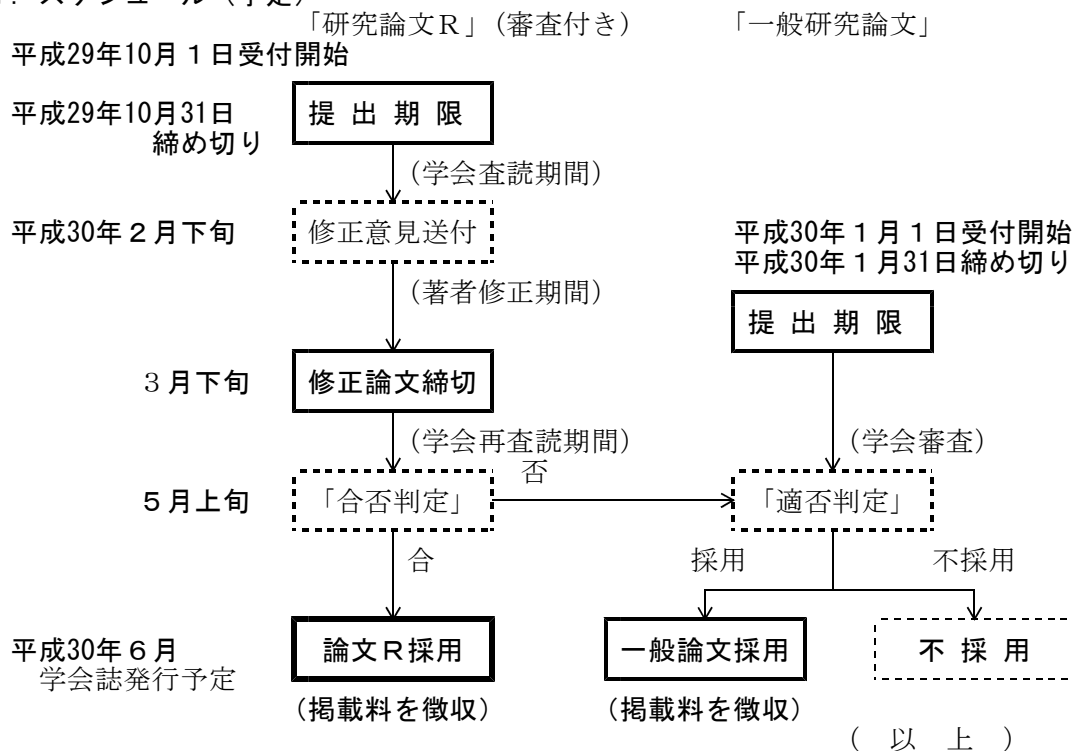 スケジュール（予定）
「研究論文Ｒ」（審査付き）　「一般研究論文」
平成29年10月１日受付開始
平成29年10月31日
締め切り
提 出 期 限
（学会査読期間）
平成30年２月下旬
修正意見送付
平成30年１月１日受付開始
平成30年１月31日締め切り
（著者修正期間）
提 出 期 限
３月下旬
修正論文締切
（学会再査読期間）
（学会審査）
否
５月上旬
「合否判定」
「適否判定」
合
採用
不採用
平成30年６月
学会誌発行予定
論文Ｒ採用
一般論文採用
不 採 用
（掲載料を徴収）
（掲載料を徴収）
（ 以 上 ）